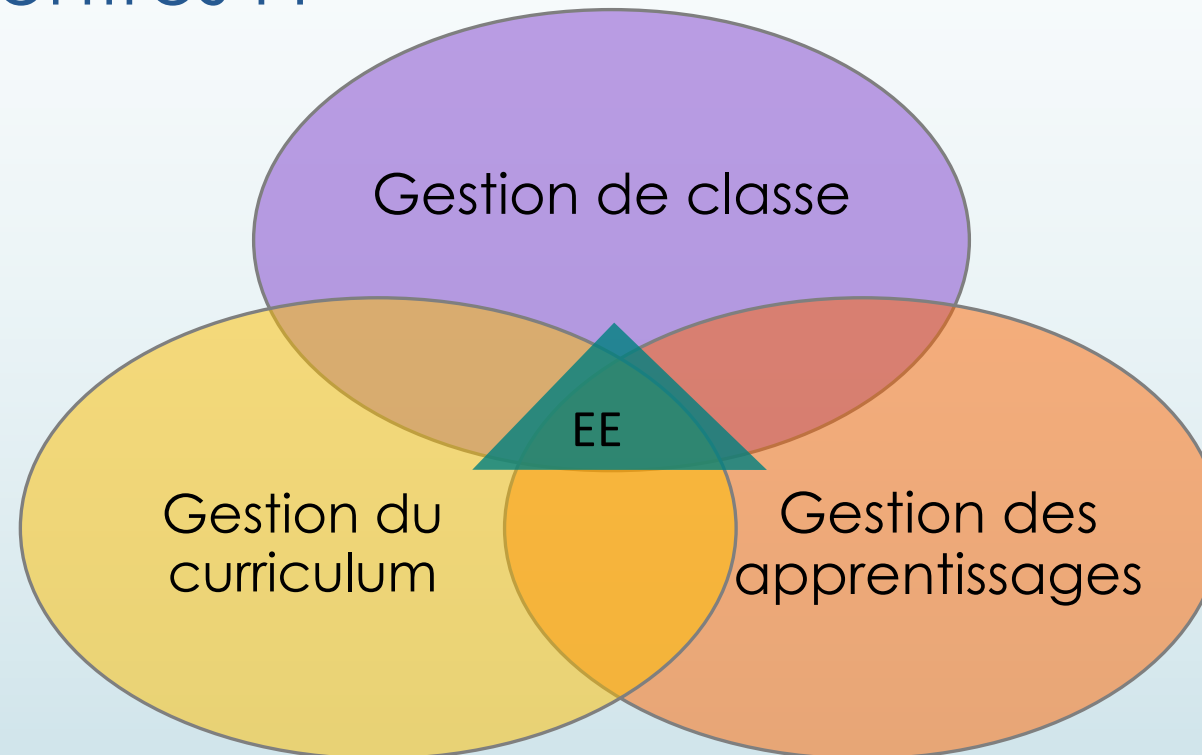 Gestion de classe
EE
Gestion du
curriculum
Gestion des
apprentissages